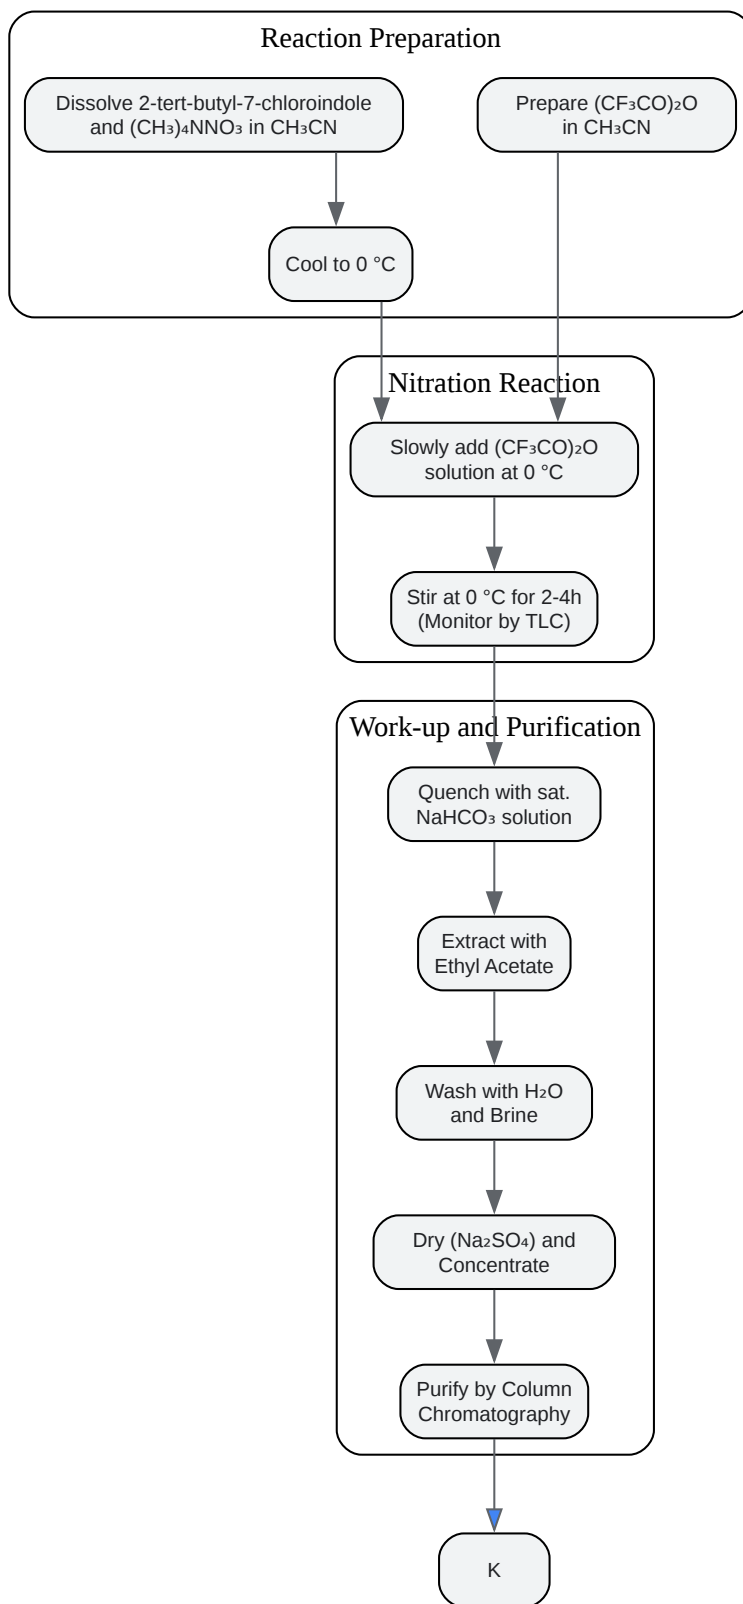 Reaction Preparation
Dissolve 2-tert-butyl-7-chloroindole
and (CH₃)₄NNO₃ in CH₃CN
Prepare (CF₃CO)₂O
in CH₃CN
Cool to 0 °C
Nitration Reaction
Slowly add (CF₃CO)₂O
solution at 0 °C
Stir at 0 °C for 2-4h
(Monitor by TLC)
Work-up and Purification
Quench with sat.
NaHCO₃ solution
Extract with
Ethyl Acetate
Wash with H₂O
and Brine
Dry (Na₂SO₄) and
Concentrate
Purify by Column
Chromatography
K